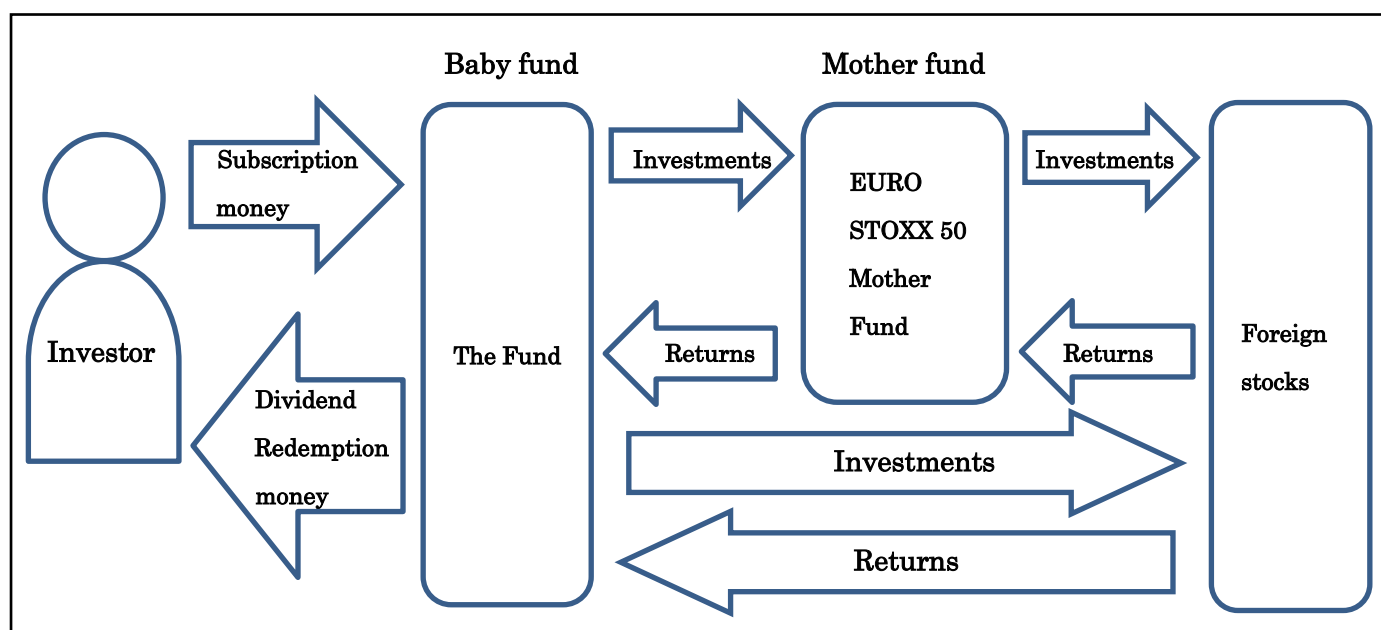 Baby fund
Mother fund
Subscription
money
Investments
Investments
EURO
STOXX 50
Mother
Fund
Investor
The Fund
Returns
Returns
Foreign
stocks
Dividend
Redemption
money
Investments
Returns